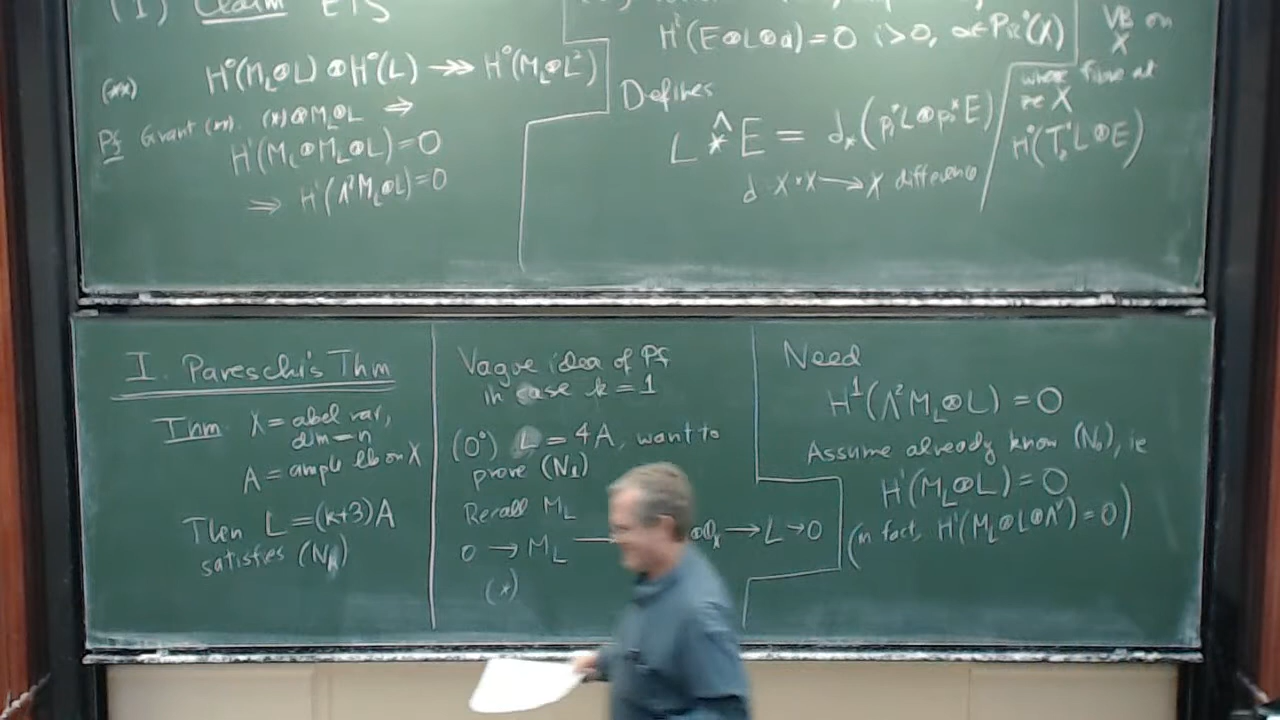 (1) Claim ETS
(**) H⁰(M_L⊗L)⊗H⁰(L) ↠ H⁰(M_L⊗L²)
Pf Grant (**). (*)⊗M_L⊗L ⇒
H¹(M_L⊗M_L⊗L)=0
⇒ H¹(Λ²M_L⊗L)=0
Hⁱ(E⊗L⊗α)=0 i>0, α∈Pic⁰(X)
Defines
L *̂ E = d_*(p₁*L⊗p₂*E)
d: X×X → X difference
VB on
X
whose fibre at
x∈X
H⁰(T_x*L⊗E)
I. Pareschi's Thm
Thm X = abel var,
dim = n
A = ample lb on X
Then L=(k+3)A
satisfies (N_k)
Vague idea of Pf
in case k=1
(0°) L = 4A, want to
prove (N₁)
Recall M_L
0 → M_L → ⊗O_X → L → 0
(*)
Need
H¹(Λ²M_L⊗L) = 0
Assume already know (N₀), ie
H¹(M_L⊗L)=0
(in fact, H¹(M_L⊗L⊗Λ')=0)